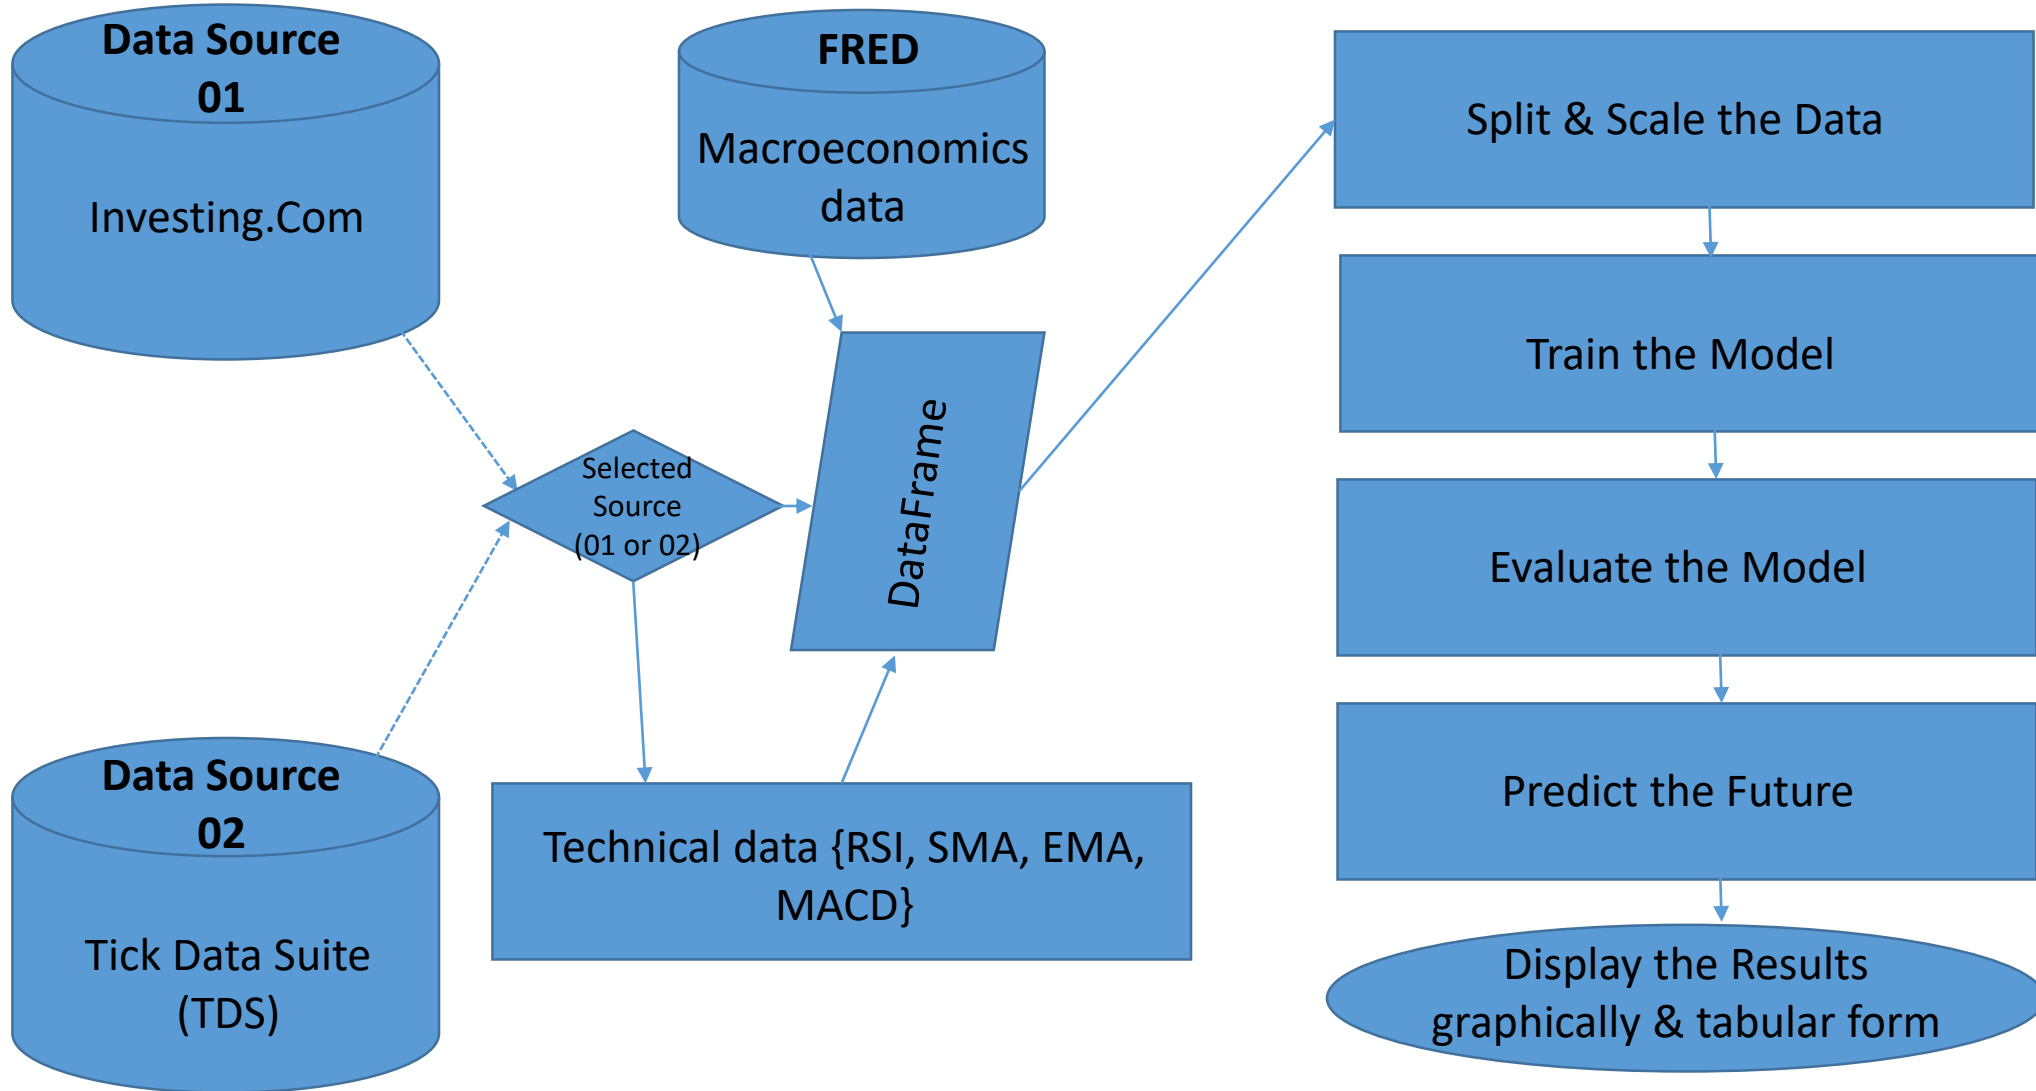 Data Source
01
Investing.Com
FRED
Macroeconomics
data
Selected
Source
(01 or 02)
DataFrame
Data Source
02
Tick Data Suite
(TDS)
Technical data {RSI, SMA, EMA,
MACD}
Split & Scale the Data
Train the Model
Evaluate the Model
Predict the Future
Display the Results
graphically & tabular form